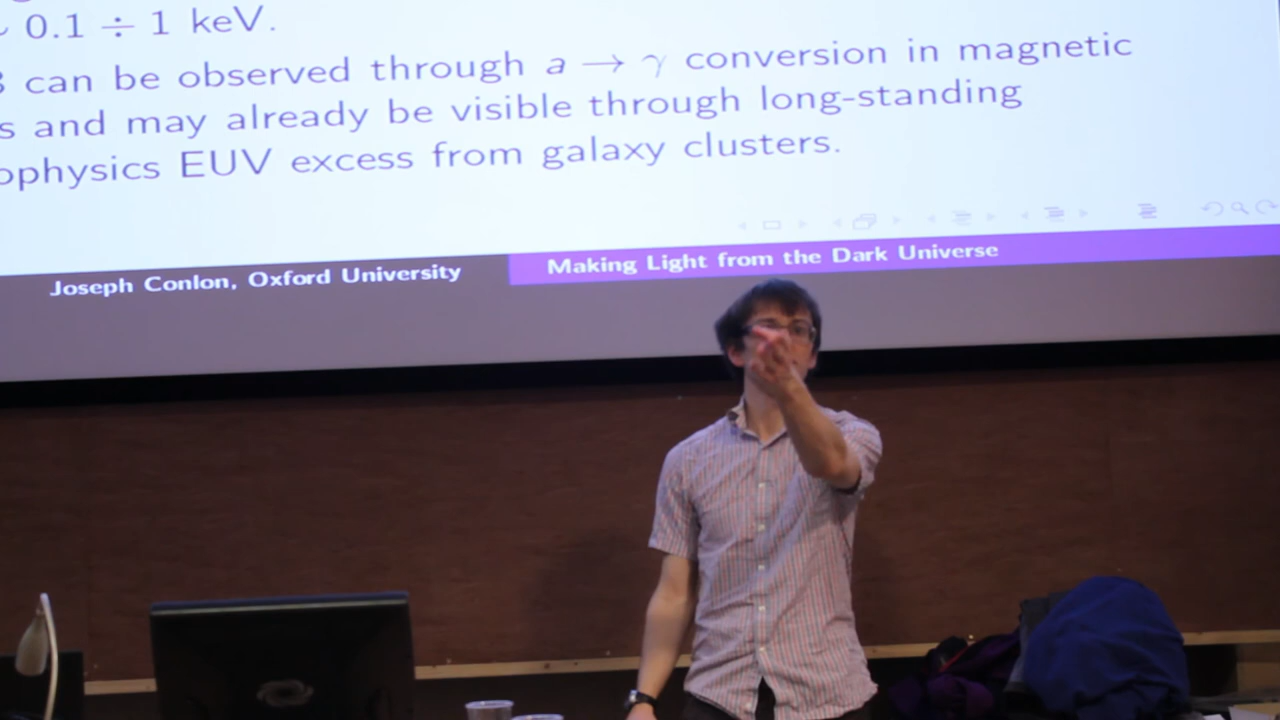 0.1 ÷ 1 keV.
can be observed through a → γ conversion in magnetic
s and may already be visible through long-standing
ophysics EUV excess from galaxy clusters.
Joseph Conlon, Oxford University
Making Light from the Dark Universe